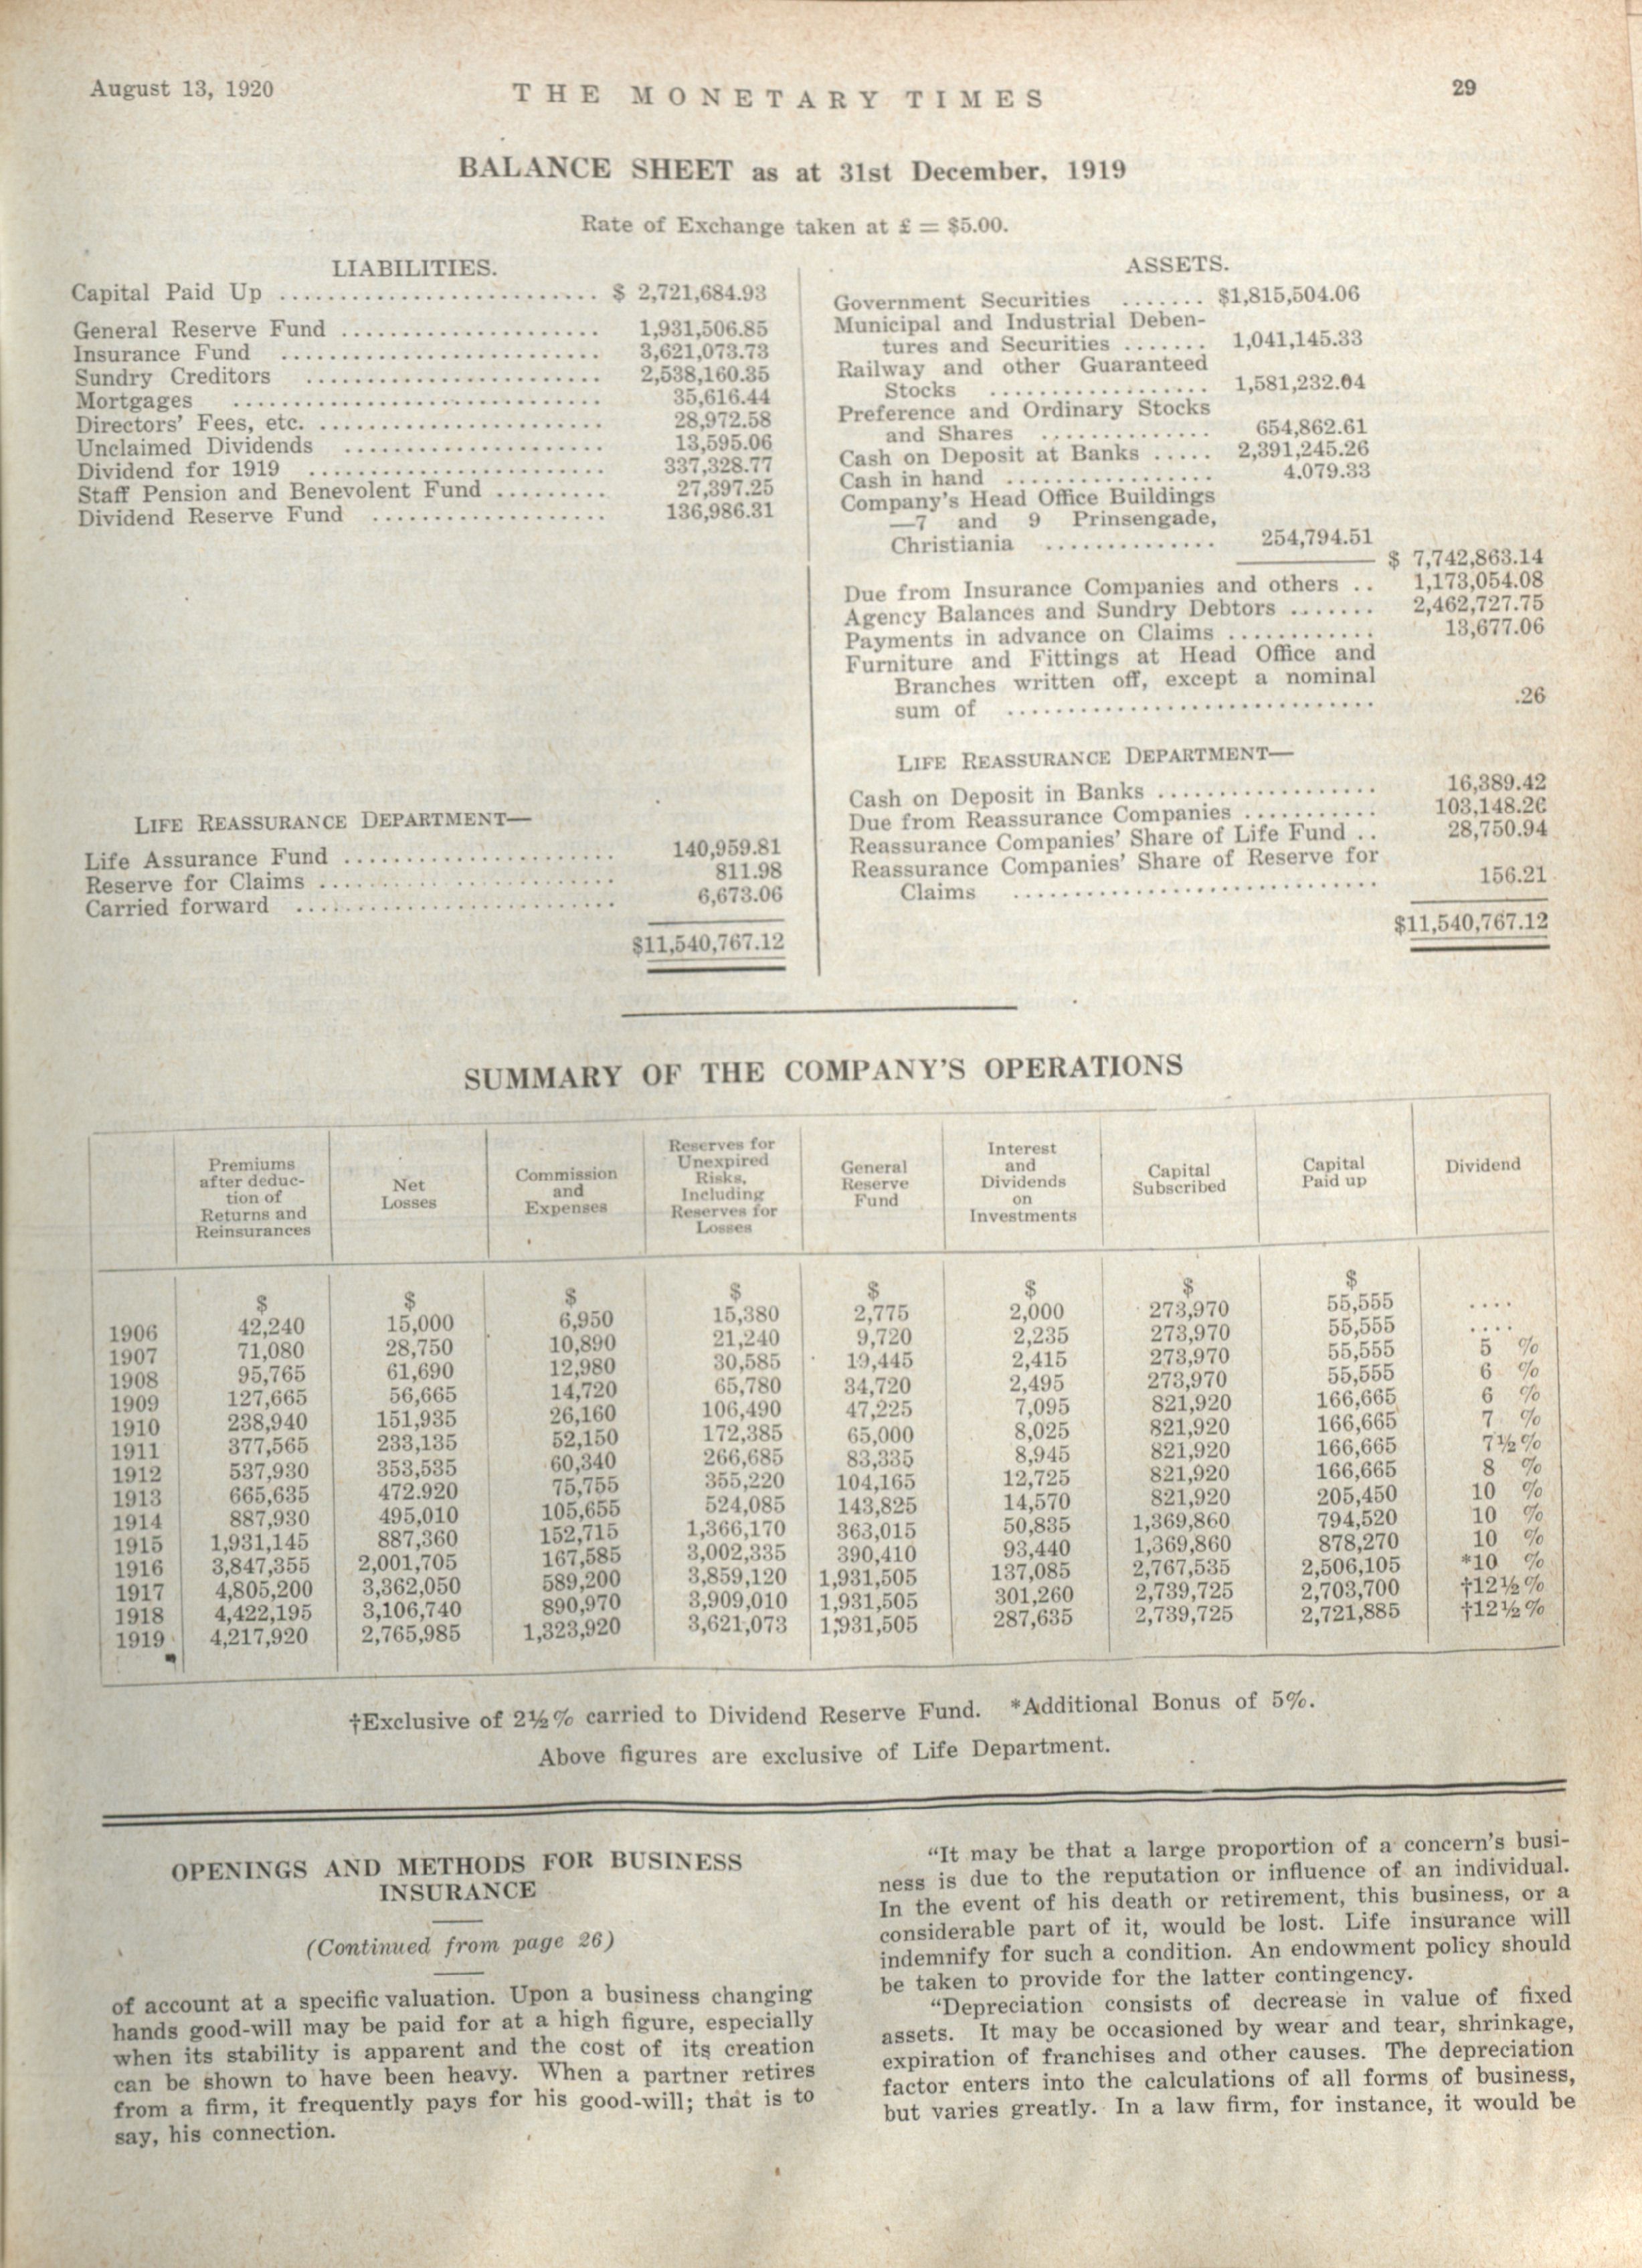 August 13, 1920
THE MONETARY TIMES
29
BALANCE SHEET as at 31st December, 1919
Rate of Exchange taken at £ = $5.00.
LIABILITIES.
Capital Paid Up .......................... $ 2,721,684.93
General Reserve Fund ..................... 1,931,506.85
Insurance Fund .......................... 3,621,073.73
Sundry Creditors ........................ 2,538,160.35
Mortgages .............................. 35,616.44
Directors' Fees, etc. ....................... 28,972.58
Unclaimed Dividends ..................... 13,595.06
Dividend for 1919 ........................ 337,328.77
Staff Pension and Benevolent Fund ......... 27,397.25
Dividend Reserve Fund ................... 136,986.31
LIFE REASSURANCE DEPARTMENT—
Life Assurance Fund ...................... 140,959.81
Reserve for Claims ........................ 811.98
Carried forward .......................... 6,673.06
$11,540,767.12
ASSETS.
Government Securities ....... $1,815,504.06
Municipal and Industrial Deben-
tures and Securities ....... 1,041,145.33
Railway and other Guaranteed
Stocks .................. 1,581,232.04
Preference and Ordinary Stocks
and Shares .............. 654,862.61
Cash on Deposit at Banks ..... 2,391,245.26
Cash in hand ................. 4.079.33
Company's Head Office Buildings
—7 and 9 Prinsengade,
Christiania .............. 254,794.51
$ 7,742,863.14
Due from Insurance Companies and others .. 1,173,054.08
Agency Balances and Sundry Debtors ....... 2,462,727.75
Payments in advance on Claims ............ 13,677.06
Furniture and Fittings at Head Office and
Branches written off, except a nominal
sum of .............................. .26
LIFE REASSURANCE DEPARTMENT—
Cash on Deposit in Banks .................. 16,389.42
Due from Reassurance Companies ........... 103,148.26
Reassurance Companies' Share of Life Fund .. 28,750.94
Reassurance Companies' Share of Reserve for
Claims .............................. 156.21
$11,540,767.12
SUMMARY OF THE COMPANY'S OPERATIONS
Premiums after deduc- tion of Returns and Reinsurances | Net Losses | Commission and Expenses | Reserves for Unexpired Risks, Including Reserves for Losses | General Reserve Fund | Interest and Dividends on Investments | Capital Subscribed | Capital Paid up | Dividend
$ $ $ $ $ $ $ $
1906 42,240 15,000 6,950 15,380 2,775 2,000 273,970 55,555 ....
1907 71,080 28,750 10,890 21,240 9,720 2,235 273,970 55,555 ....
1908 95,765 61,690 12,980 30,585 19,445 2,415 273,970 55,555 5 %
1909 127,665 56,665 14,720 65,780 34,720 2,495 273,970 55,555 6 %
1910 238,940 151,935 26,160 106,490 47,225 7,095 821,920 166,665 6 %
1911 377,565 233,135 52,150 172,385 65,000 8,025 821,920 166,665 7 %
1912 537,930 353,535 60,340 266,685 83,335 8,945 821,920 166,665 7½%
1913 665,635 472.920 75,755 355,220 104,165 12,725 821,920 166,665 8 %
1914 887,930 495,010 105,655 524,085 143,825 14,570 821,920 205,450 10 %
1915 1,931,145 887,360 152,715 1,366,170 363,015 50,835 1,369,860 794,520 10 %
1916 3,847,355 2,001,705 167,585 3,002,335 390,410 93,440 1,369,860 878,270 10 %
1917 4,805,200 3,362,050 589,200 3,859,120 1,931,505 137,085 2,767,535 2,506,105 *10 %
1918 4,422,195 3,106,740 890,970 3,909,010 1,931,505 301,260 2,739,725 2,703,700 †12½%
1919 4,217,920 2,765,985 1,323,920 3,621,073 1,931,505 287,635 2,739,725 2,721,885 †12½%
†Exclusive of 2½% carried to Dividend Reserve Fund. *Additional Bonus of 5%.
Above figures are exclusive of Life Department.
OPENINGS AND METHODS FOR BUSINESS
INSURANCE
(Continued from page 26)
of account at a specific valuation. Upon a business changing
hands good-will may be paid for at a high figure, especially
when its stability is apparent and the cost of its creation
can be shown to have been heavy. When a partner retires
from a firm, it frequently pays for his good-will; that is to
say, his connection.
"It may be that a large proportion of a concern's busi-
ness is due to the reputation or influence of an individual.
In the event of his death or retirement, this business, or a
considerable part of it, would be lost. Life insurance will
indemnify for such a condition. An endowment policy should
be taken to provide for the latter contingency.
"Depreciation consists of decrease in value of fixed
assets. It may be occasioned by wear and tear, shrinkage,
expiration of franchises and other causes. The depreciation
factor enters into the calculations of all forms of business,
but varies greatly. In a law firm, for instance, it would be